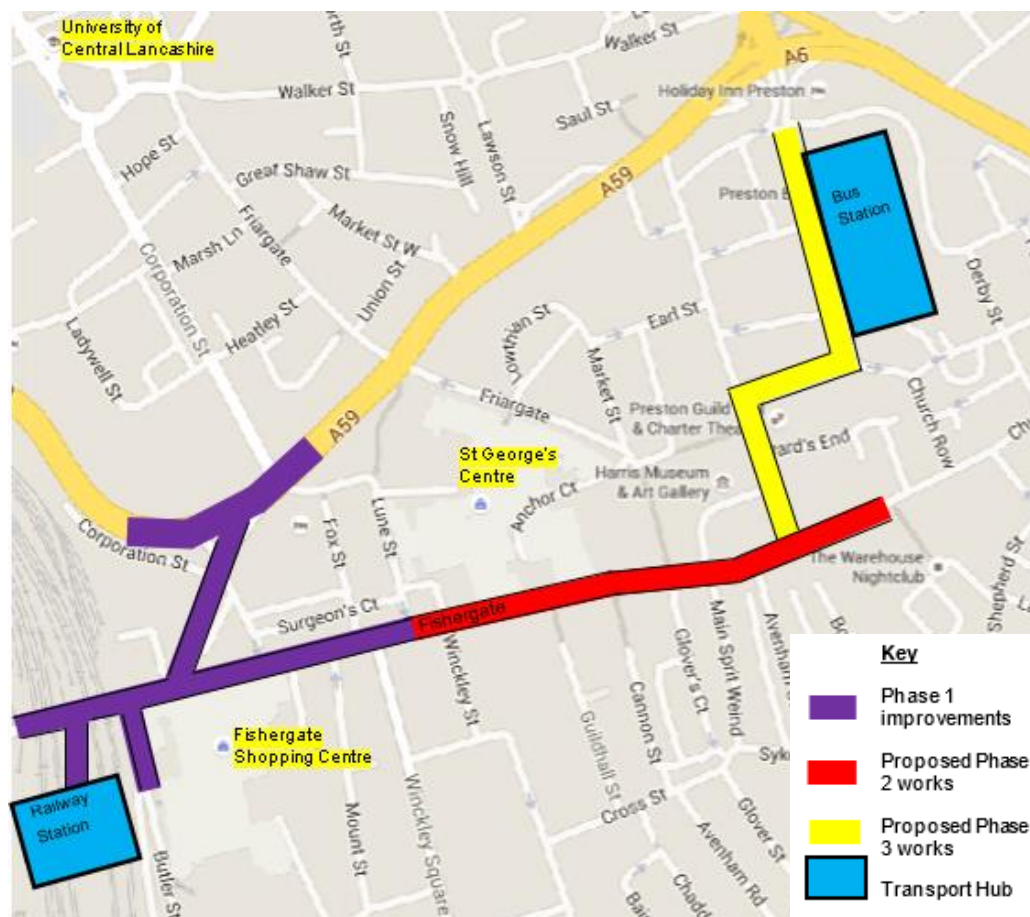 University of
Central Lancashire
Walker St
Walker St
A6
Holiday Inn Preston
Saul St
Snow Hill
Lawson St
Hope St
Great Shaw St
A59
Preston
Bus
Station
Market St W
Friargate
Marsh Ln
Corporation St
Union St
Derby St
Heatley St
Ladywell St
Lowthian St
Earl St
Market St
Friargate
Church Row
Preston Guild
& Charter Thea
A59
St George's
Centre
Harris Museum
& Art Gallery
Anchor Ct
Lune St
Fox St
Corporation St
The Warehouse
Nightclub
Shepherd St
Surgeon's Ct
Fishergate
Winckley St
Main Sprit Weind
Glover's Ct
Avenham
Cannon St
Guildhall St
Fishergate
Shopping Centre
Railway
Station
Mount St
Winckley Square
Cross St
Syke
Glover St
Avenham Rd
Butler St
Key
Phase 1
improvements
Proposed Phase
2 works
Proposed Phase
3 works
Transport Hub